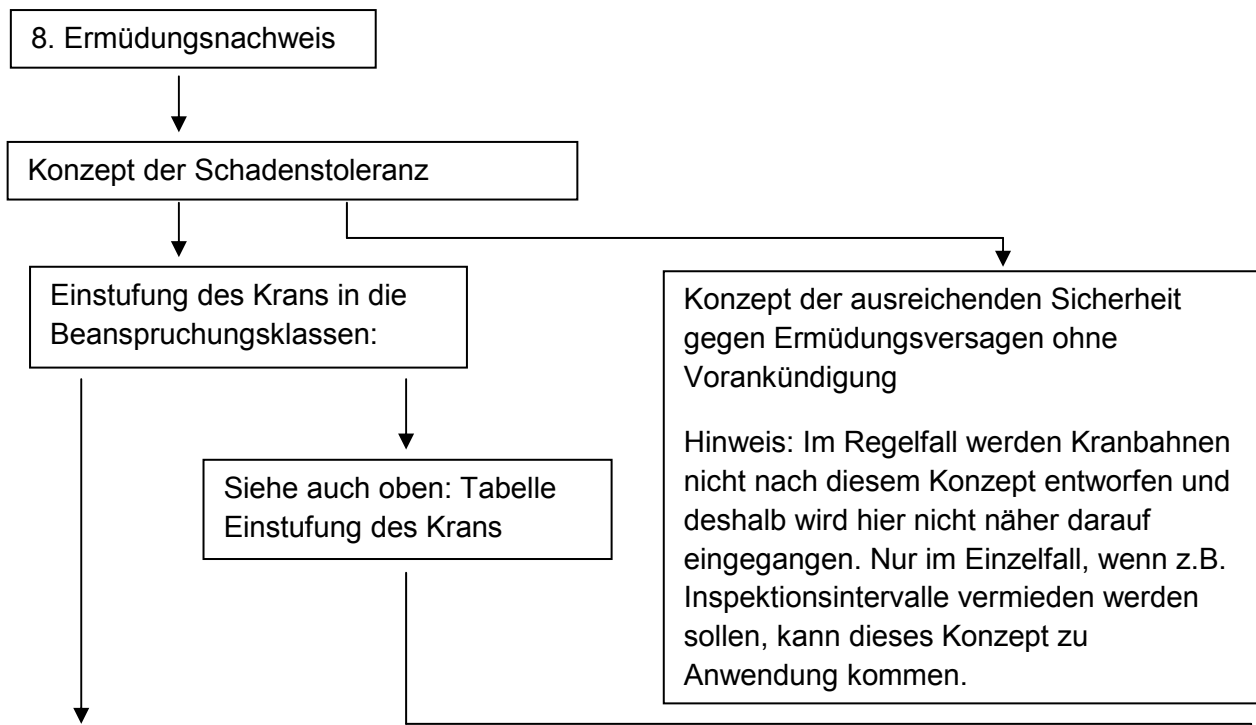 8. Ermüdungsnachweis
Konzept der Schadenstoleranz
Einstufung des Krans in die
Beanspruchungsklassen:
Siehe auch oben: Tabelle
Einstufung des Krans
Konzept der ausreichenden Sicherheit
gegen Ermüdungsversagen ohne
Vorankündigung
Hinweis: Im Regelfall werden Kranbahnen
nicht nach diesem Konzept entworfen und
deshalb wird hier nicht näher darauf
eingegangen. Nur im Einzelfall, wenn z.B.
Inspektionsintervalle vermieden werden
sollen, kann dieses Konzept zu
Anwendung kommen.